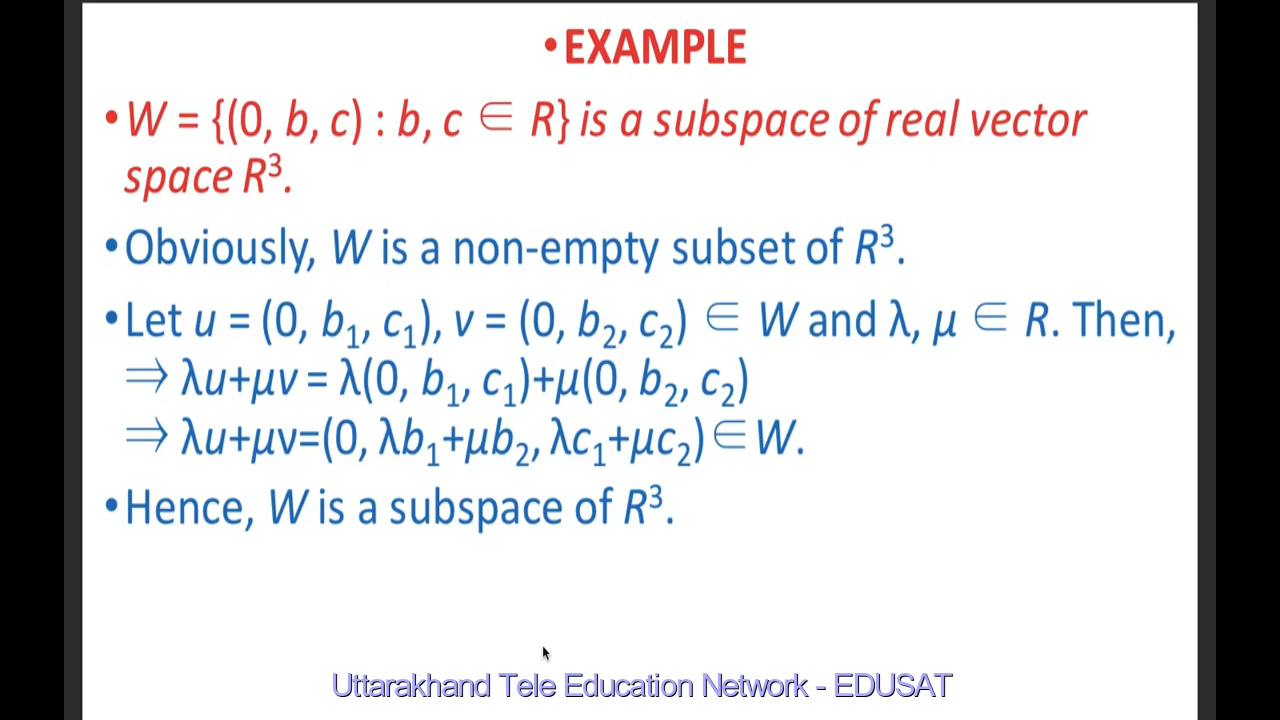 •EXAMPLE
•W = {(0, b, c) : b, c ∈ R} is a subspace of real vector
space R³.
•Obviously, W is a non-empty subset of R³.
•Let u = (0, b₁, c₁), v = (0, b₂, c₂) ∈ W and λ, μ ∈ R. Then,
⇒ λu+μv = λ(0, b₁, c₁)+μ(0, b₂, c₂)
⇒ λu+μv=(0, λb₁+μb₂, λc₁+μc₂)∈W.
•Hence, W is a subspace of R³.
Uttarakhand Tele Education Network - EDUSAT